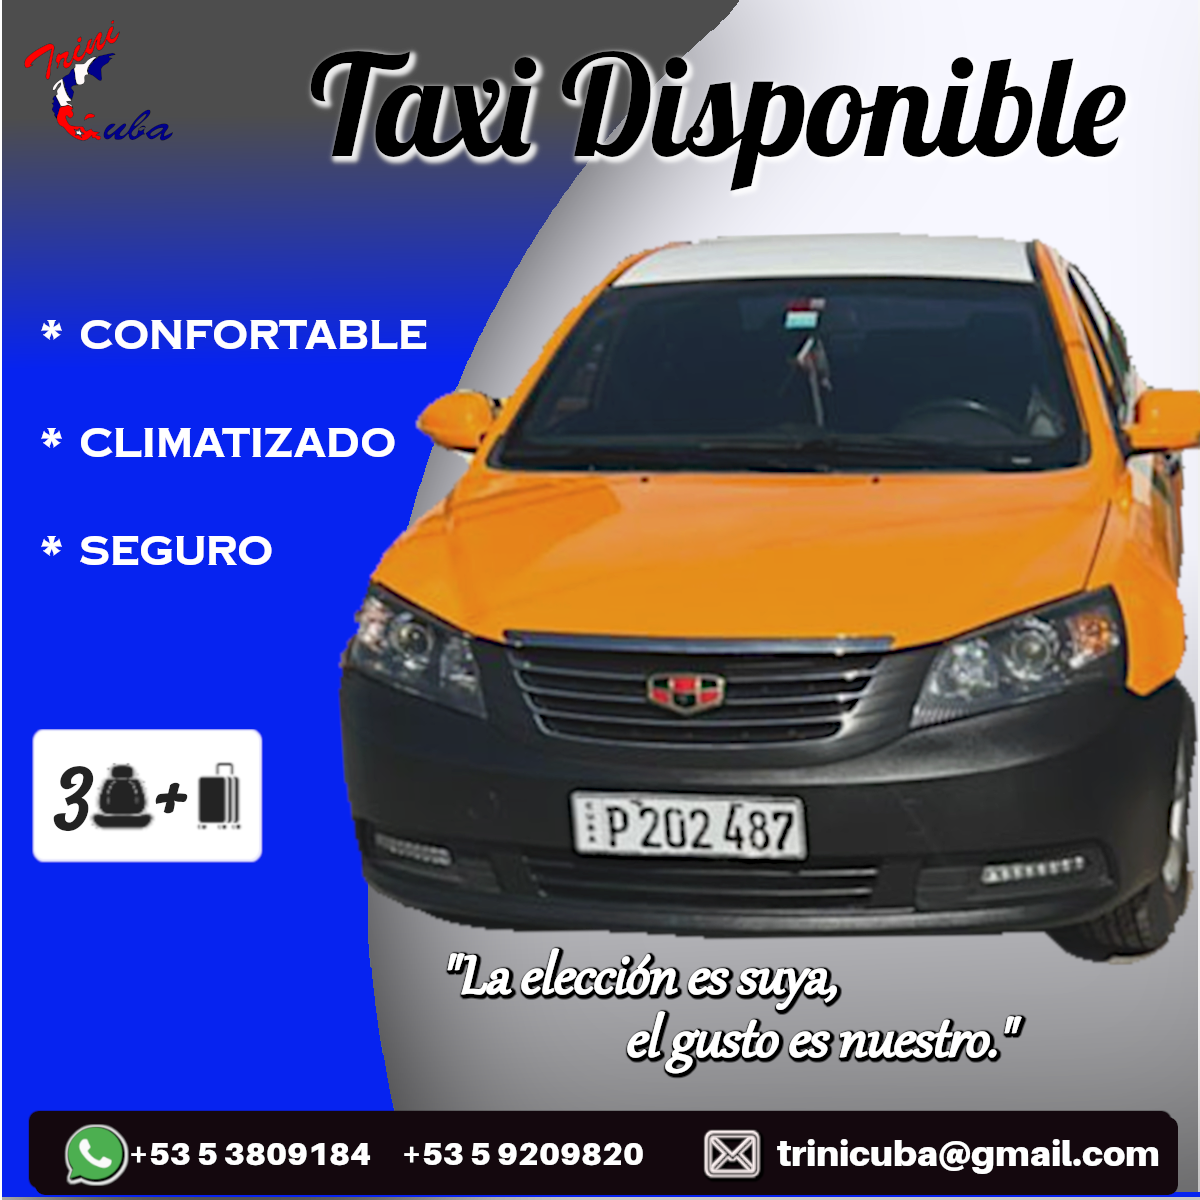 Trini
Cuba
Taxi Disponible
* CONFORTABLE
* CLIMATIZADO
* SEGURO
3 +
CUBA
P 202 487
"La elección es suya,
el gusto es nuestro."
+53 5 3809184 +53 5 9209820 trinicuba@gmail.com